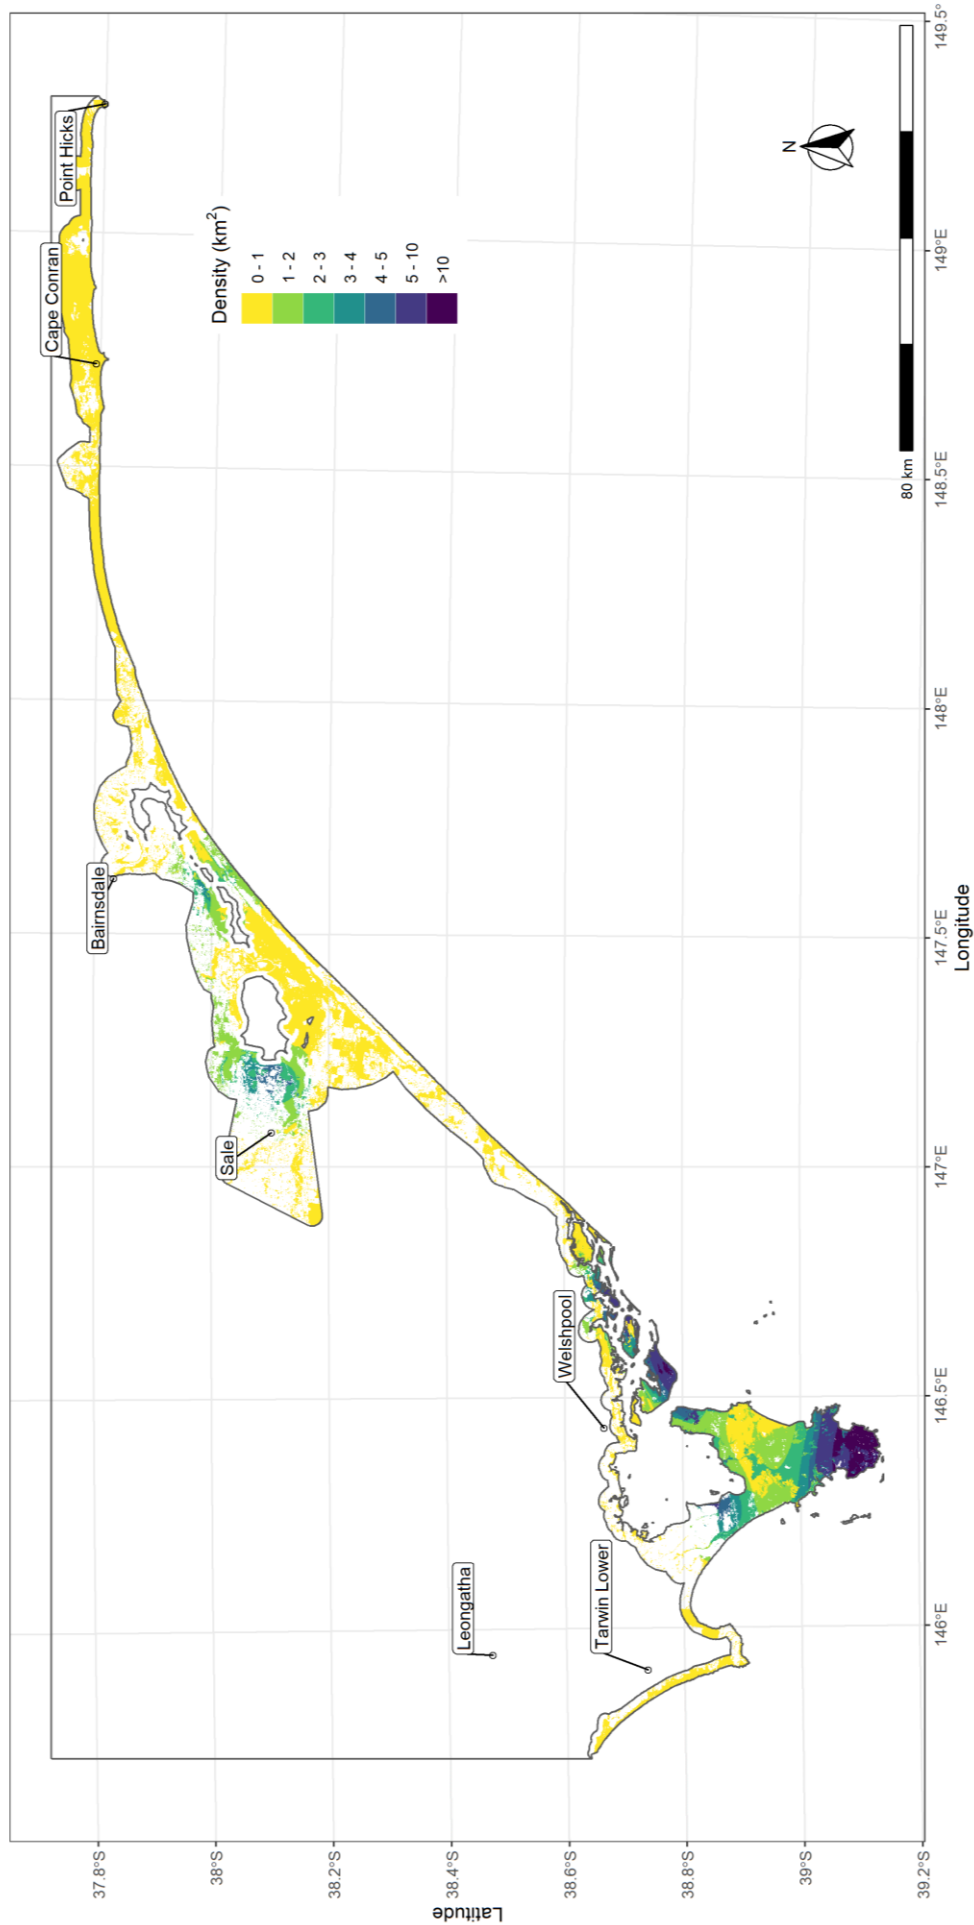 Point Hicks
Cape Conran
Bairnsdale
Sale
Welshpool
Leongatha
Tarwin Lower
Density (km²)
0 - 1
1 - 2
2 - 3
3 - 4
4 - 5
5 - 10
>10
N
80 km
37.8°S
38°S
38.2°S
38.4°S
38.6°S
38.8°S
39°S
39.2°S
Latitude
146°E
146.5°E
147°E
147.5°E
148°E
148.5°E
149°E
149.5°
Longitude